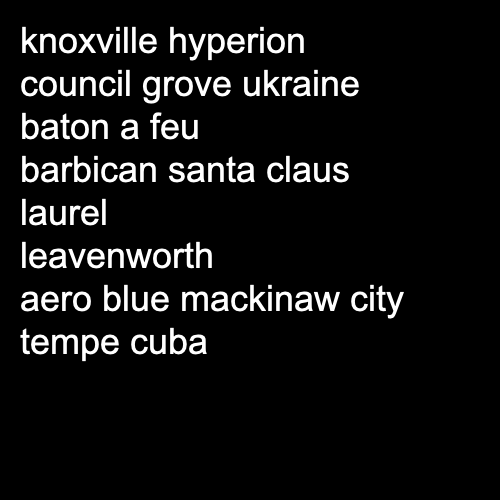 knoxville hyperion
council grove ukraine
baton a feu
barbican santa claus
laurel
leavenworth
aero blue mackinaw city
tempe cuba